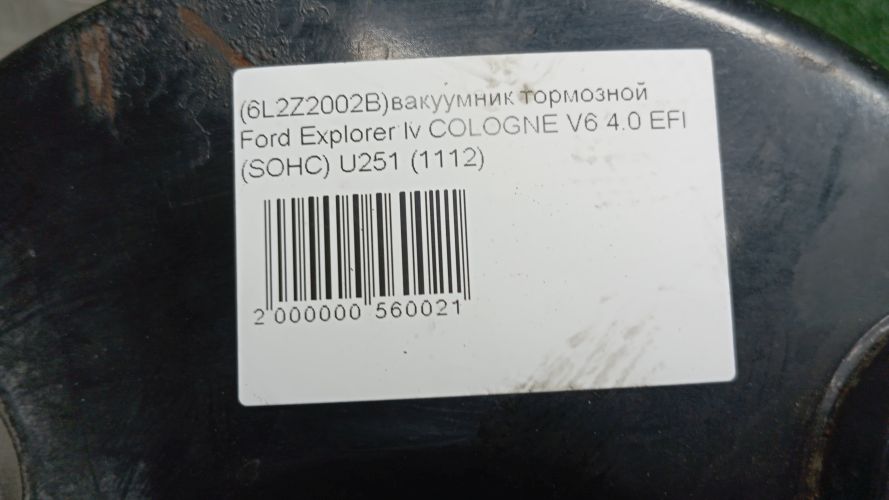 (6L2Z2002B)вакуумник тормозной
Ford Explorer Iv COLOGNE V6 4.0 EFI
(SOHC) U251 (1112)
2 000000 560021